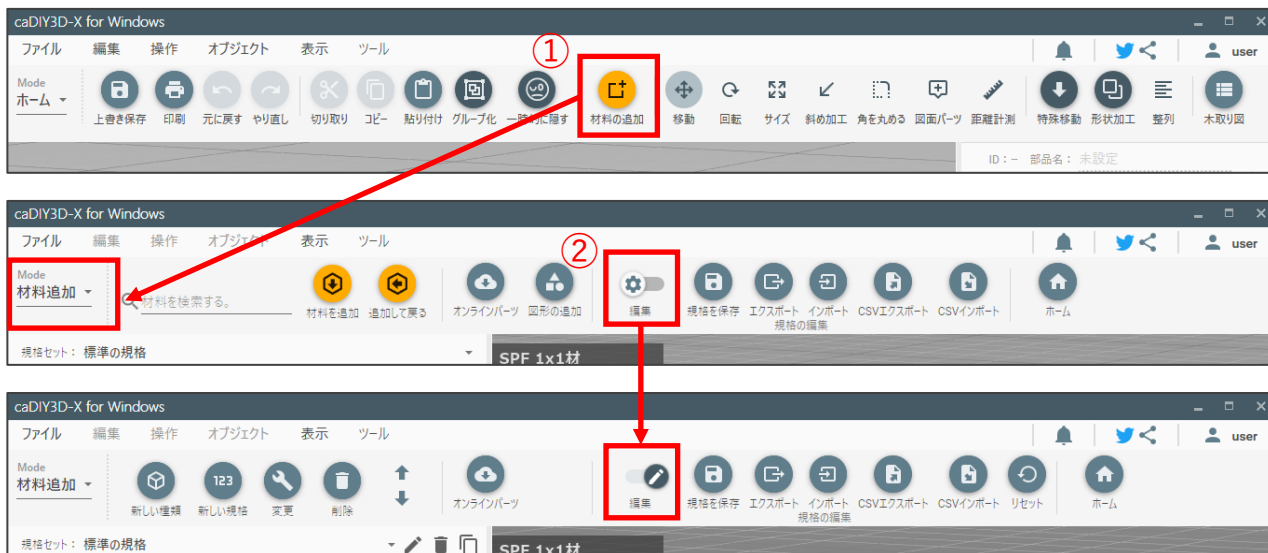 caDIY3D-X for Windows
ファイル 編集 操作 オブジェクト 表示 ツール user
①
Mode
ホーム
上書き保存 印刷 元に戻す やり直し 切り取り コピー 貼り付け グループ化 一時的に隠す 材料の追加 移動 回転 サイズ 斜め加工 角を丸める 図面パーツ 距離計測 特殊移動 形状加工 整列 木取り図
ID：- 部品名： 未設定
caDIY3D-X for Windows
ファイル 編集 操作 オブジェクト 表示 ツール user
②
Mode
材料追加
材料を検索する。
材料を追加 追加して戻る オンラインパーツ 図形の追加 編集 規格を保存 エクスポート インポート CSVエクスポート CSVインポート ホーム
規格の編集
規格セット： 標準の規格
SPF 1x1材
caDIY3D-X for Windows
ファイル 編集 操作 オブジェクト 表示 ツール user
Mode
材料追加
123
新しい種類 新しい規格 変更 削除 オンラインパーツ 編集 規格を保存 エクスポート インポート CSVエクスポート CSVインポート リセット ホーム
規格の編集
規格セット： 標準の規格
SPF 1x1材